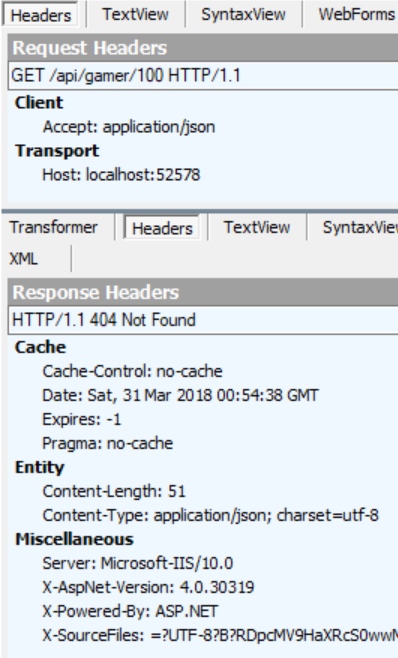 Headers TextView SyntaxView WebForms
Request Headers
GET /api/gamer/100 HTTP/1.1
Client
Accept: application/json
Transport
Host: localhost:52578
Transformer Headers TextView SyntaxView
XML
Response Headers
HTTP/1.1 404 Not Found
Cache
Cache-Control: no-cache
Date: Sat, 31 Mar 2018 00:54:38 GMT
Expires: -1
Pragma: no-cache
Entity
Content-Length: 51
Content-Type: application/json; charset=utf-8
Miscellaneous
Server: Microsoft-IIS/10.0
X-AspNet-Version: 4.0.30319
X-Powered-By: ASP.NET
X-SourceFiles: =?UTF-8?B?RDpcMV9HaXRcS0wwN